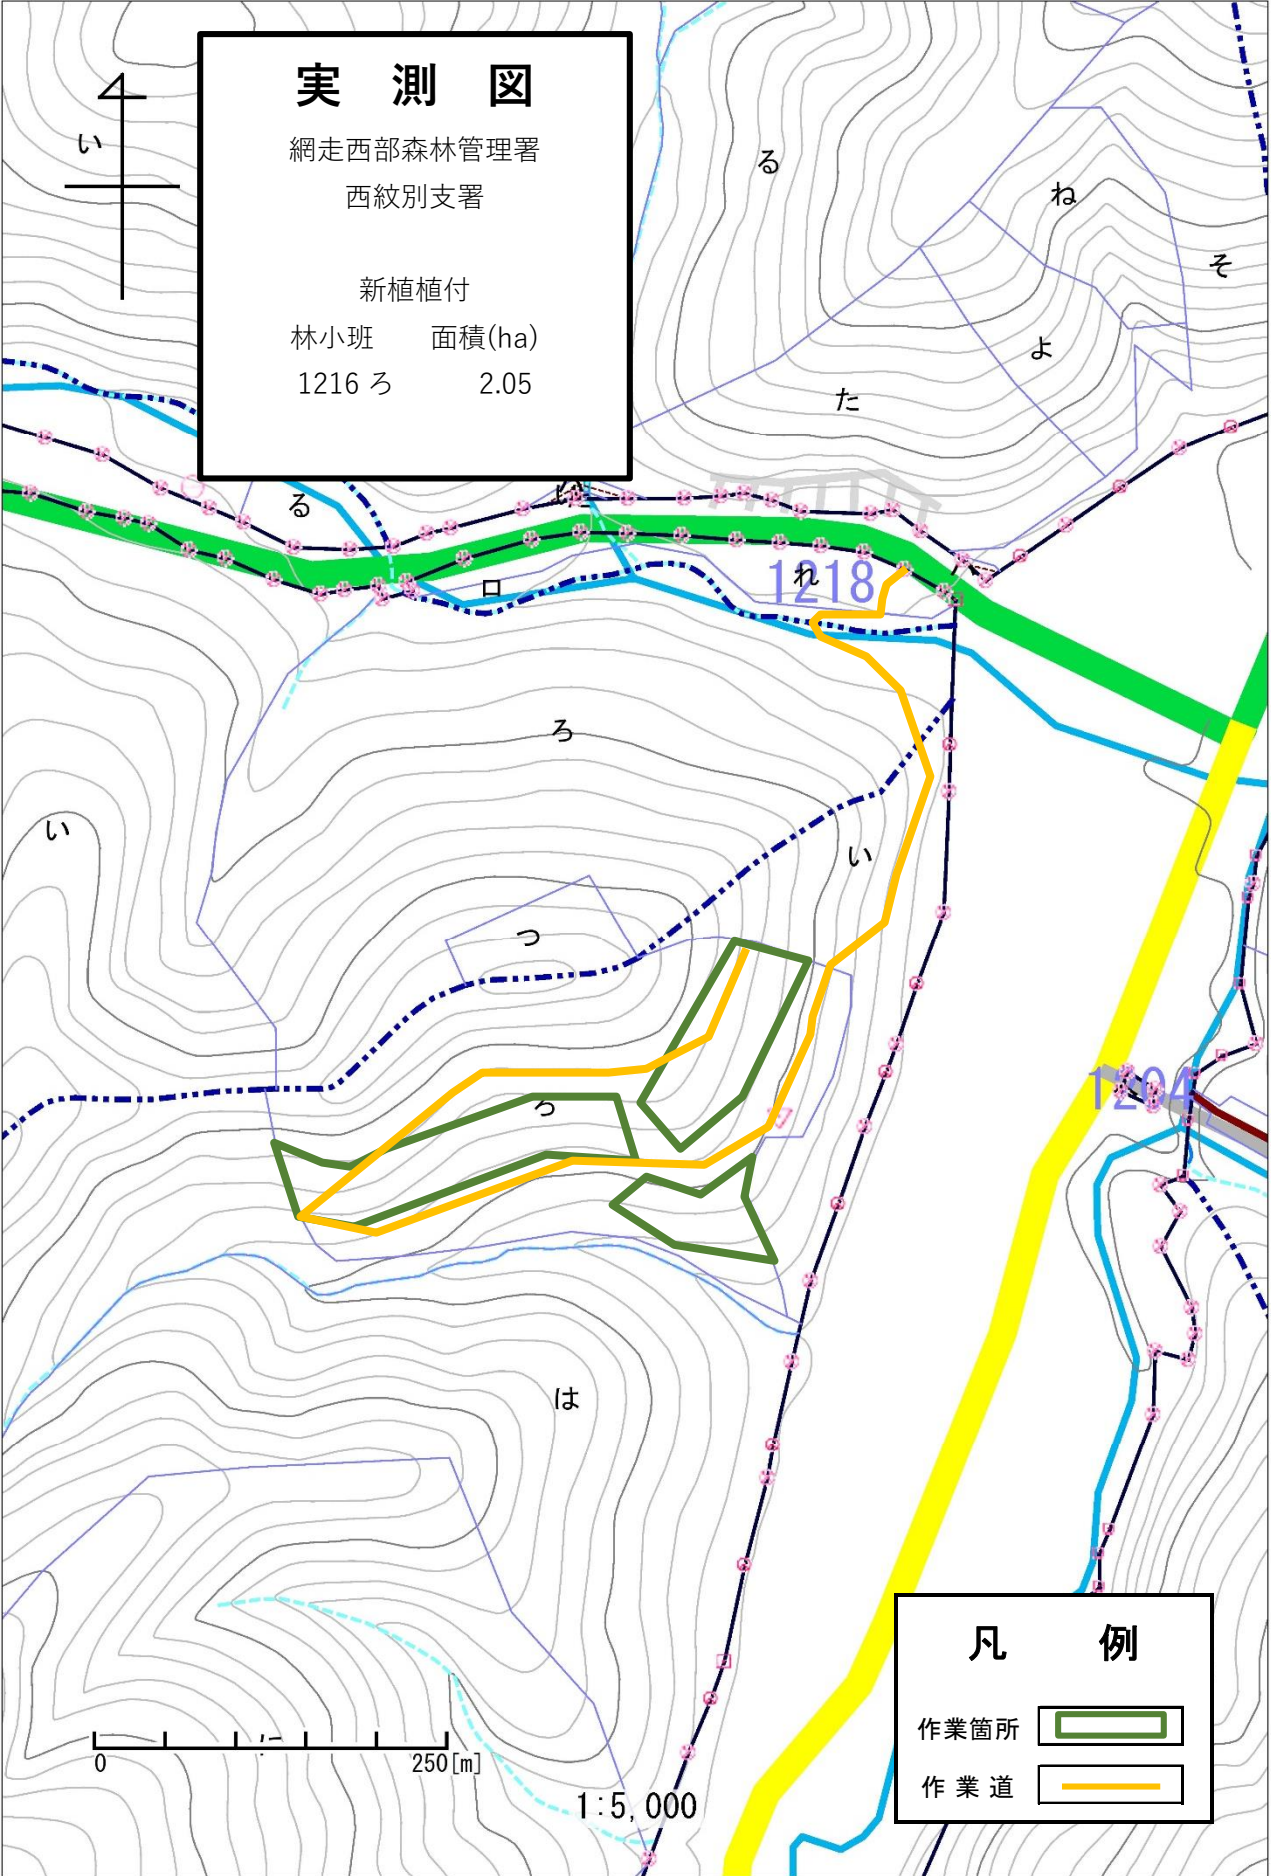 実測図
網走西部森林管理署
西紋別支署
新植植付
林小班 面積(ha)
1216 ろ 2.05
い
る
ね
そ
よ
た
る
ロ
1218
れ
ろ
い
い
つ
ろ
1204
は
0 250[m]
1:5,000
凡例
作業箇所
作業道